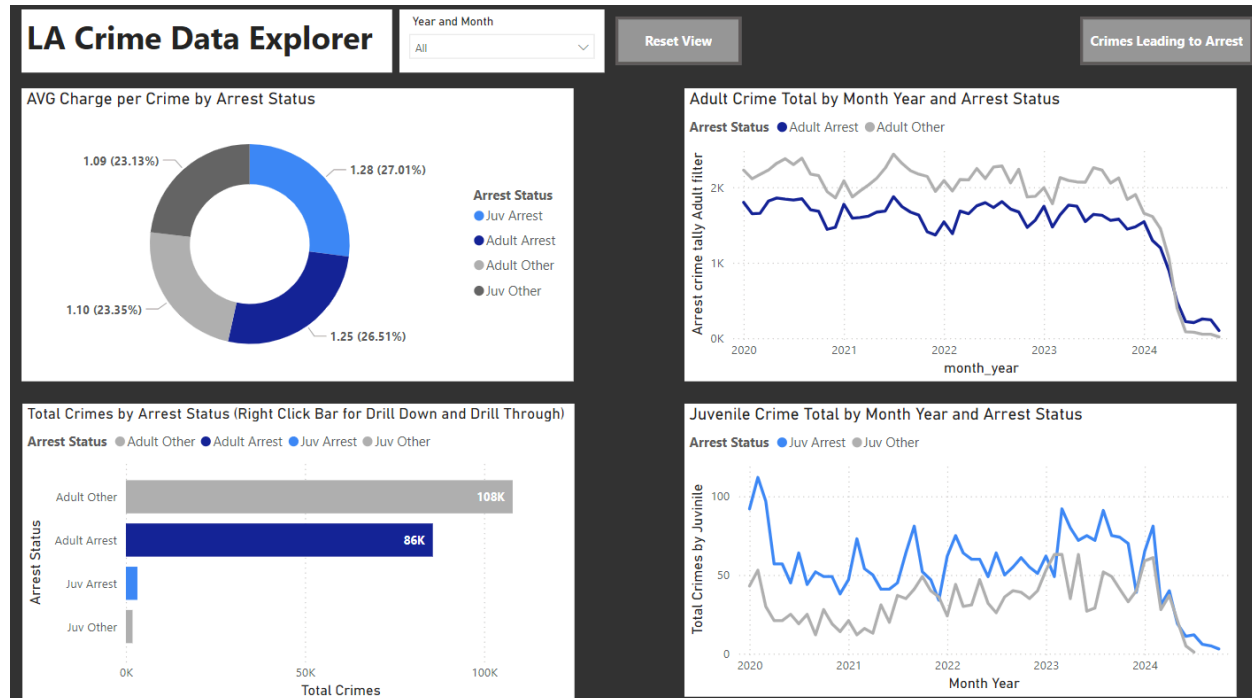 LA Crime Data Explorer
Year and Month
All
Reset View
Crimes Leading to Arrest
AVG Charge per Crime by Arrest Status
1.09 (23.13%)
1.28 (27.01%)
1.10 (23.35%)
1.25 (26.51%)
Arrest Status
Juv Arrest
Adult Arrest
Adult Other
Juv Other
Adult Crime Total by Month Year and Arrest Status
Arrest Status Adult Arrest Adult Other
Arrest crime tally Adult filter
2K
1K
0K
2020 2021 2022 2023 2024
month_year
Total Crimes by Arrest Status (Right Click Bar for Drill Down and Drill Through)
Arrest Status Adult Other Adult Arrest Juv Arrest Juv Other
Arrest Status
Adult Other 108K
Adult Arrest 86K
Juv Arrest
Juv Other
0K 50K 100K
Total Crimes
Juvenile Crime Total by Month Year and Arrest Status
Arrest Status Juv Arrest Juv Other
Total Crimes by Juvinile
100
50
0
2020 2021 2022 2023 2024
Month Year